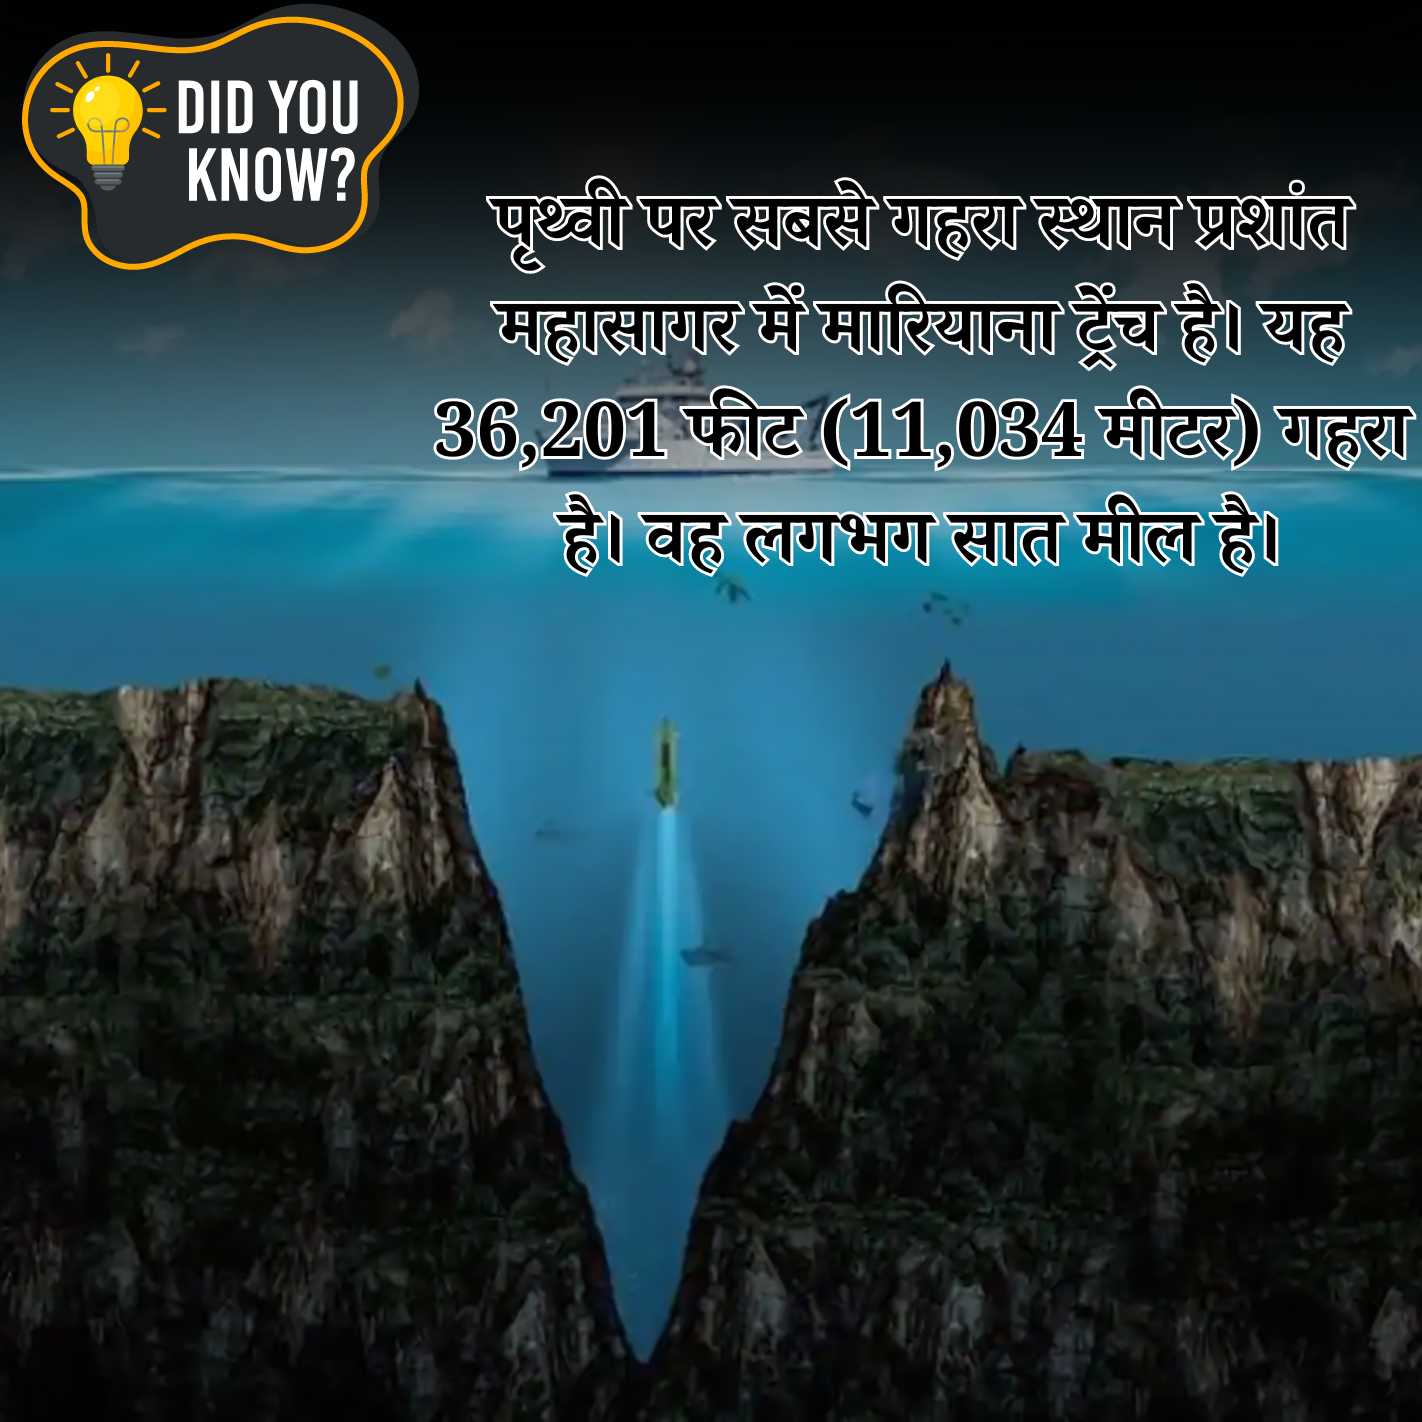 DID YOU
KNOW?
पृथ्वी पर सबसे गहरा स्थान प्रशांत
महासागर में मारियाना ट्रेंच है। यह
36,201 फीट (11,034 मीटर) गहरा
है। वह लगभग सात मील है।